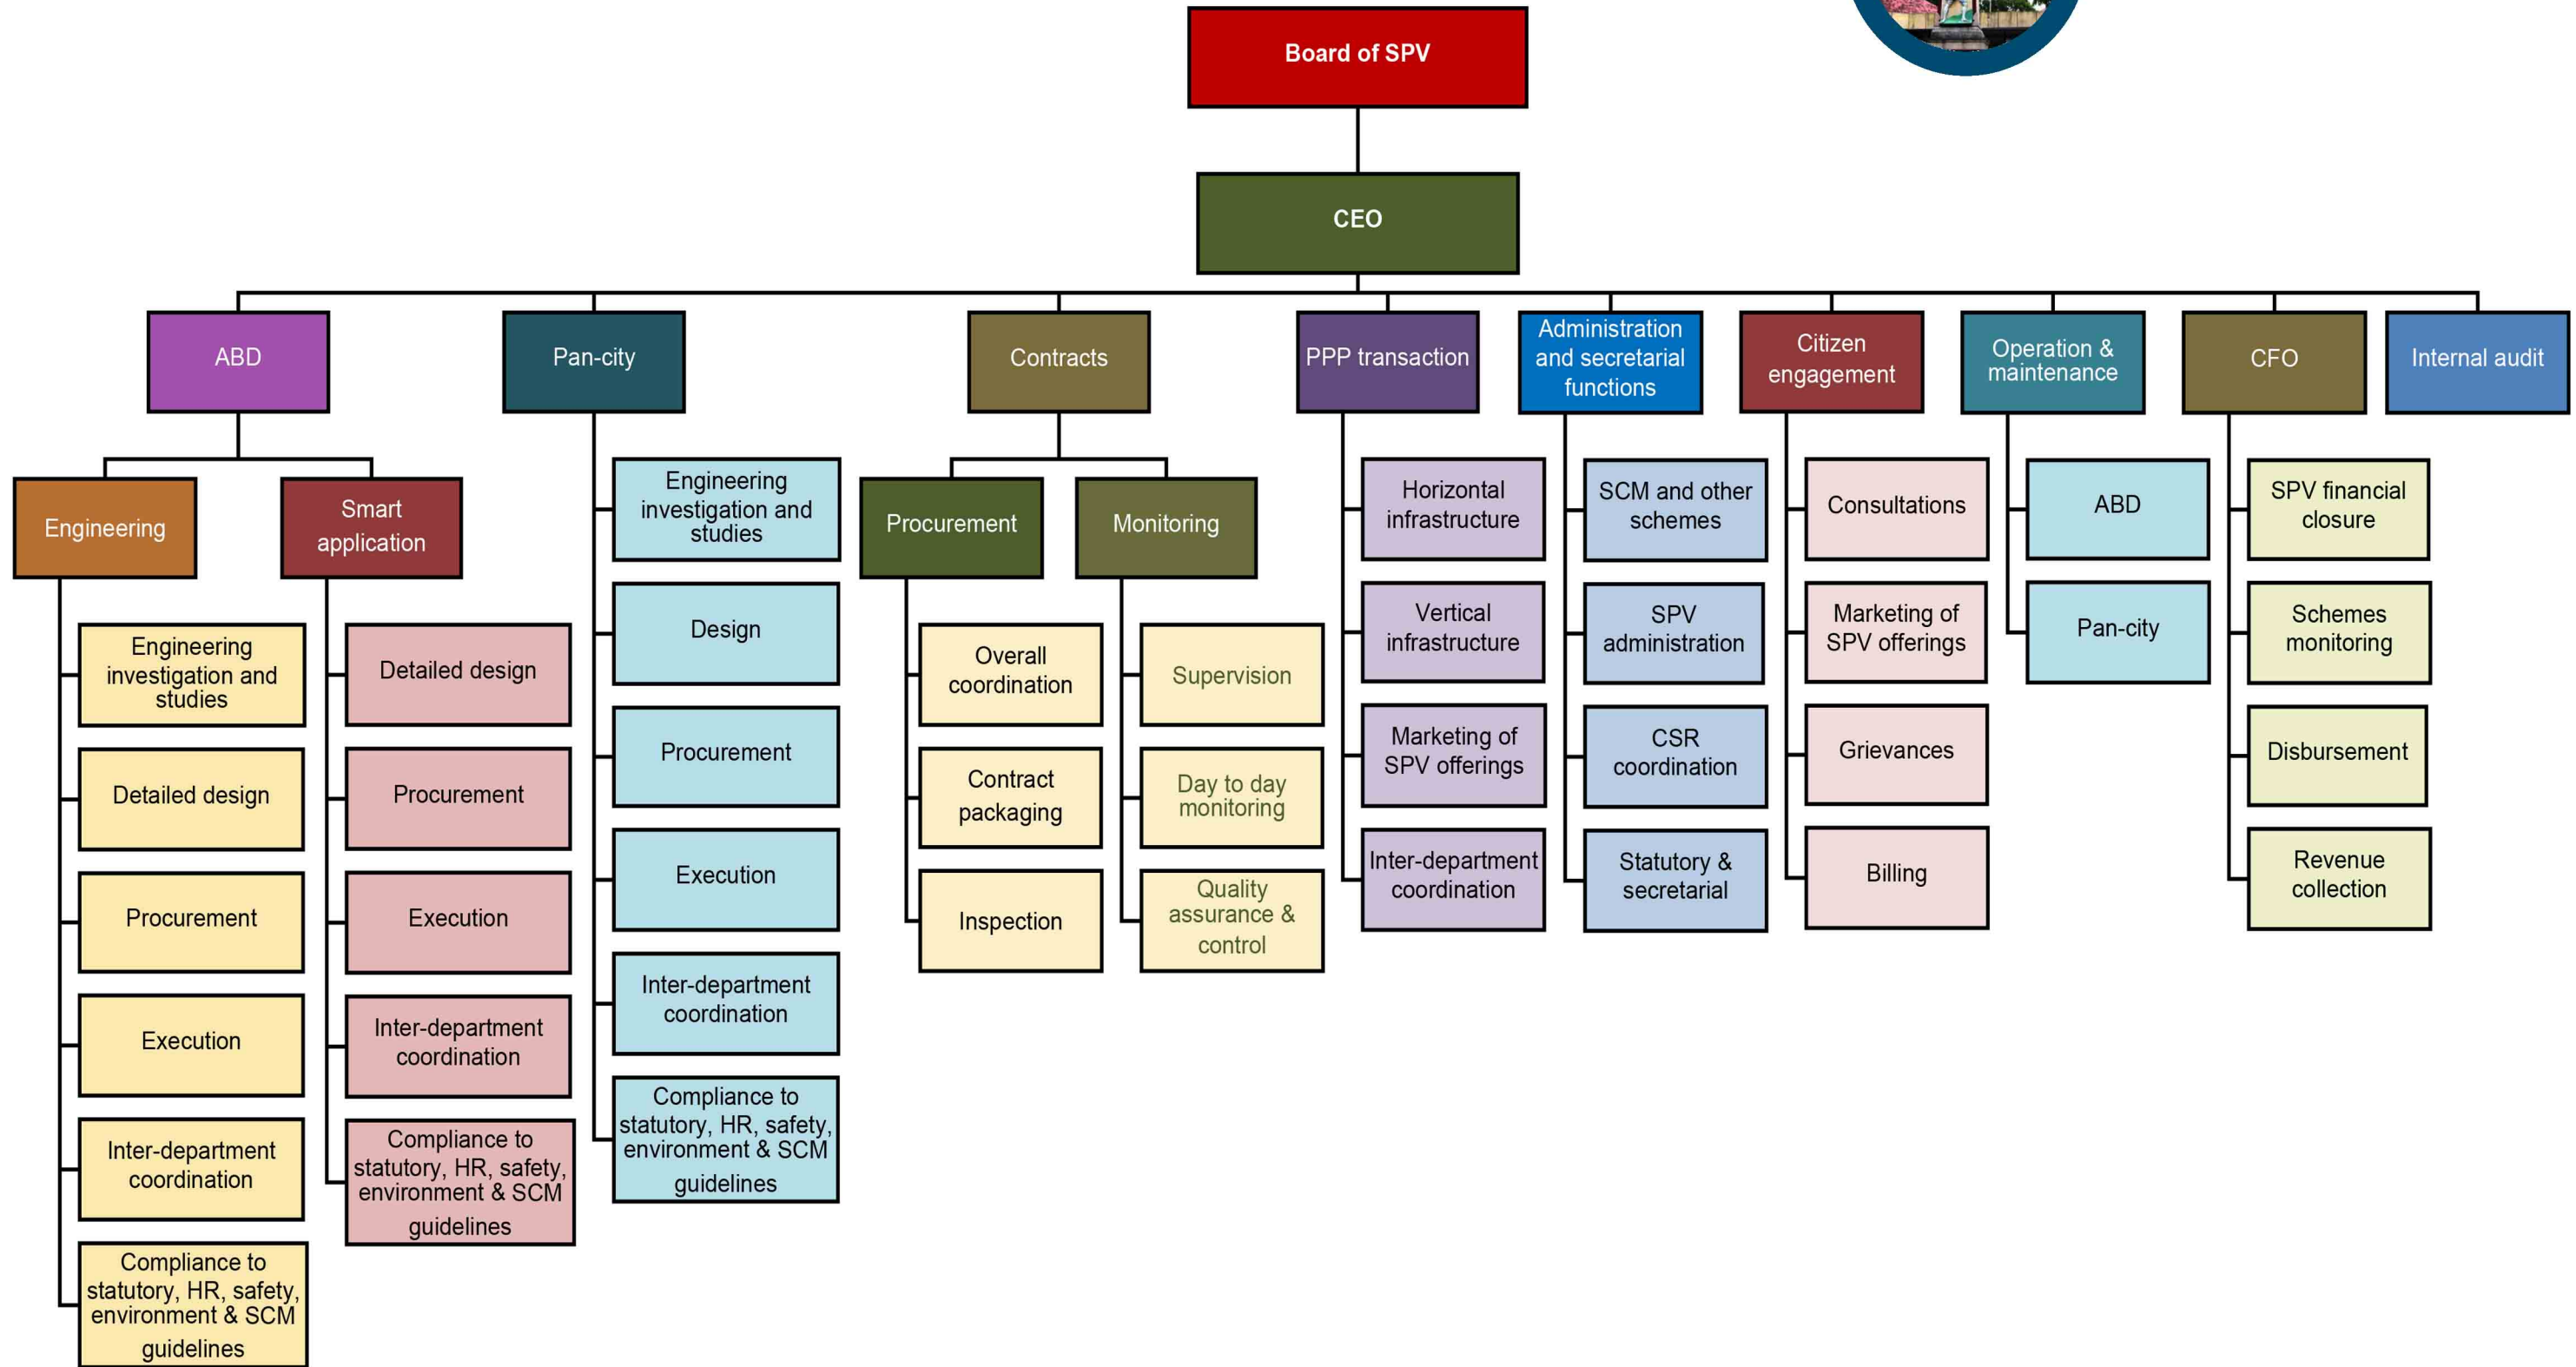 Board of SPV
CEO
ABD
Pan-city
Contracts
PPP transaction
Administration
and secretarial
functions
Citizen
engagement
Operation &
maintenance
CFO
Internal audit
Engineering
Smart
application
Engineering
investigation and
studies
Detailed design
Procurement
Execution
Inter-department
coordination
Compliance to
statutory, HR, safety,
environment & SCM
guidelines
Detailed design
Procurement
Execution
Inter-department
coordination
Compliance to
statutory, HR, safety,
environment & SCM
guidelines
Engineering
investigation and
studies
Design
Procurement
Execution
Inter-department
coordination
Compliance to
statutory, HR, safety,
environment & SCM
guidelines
Procurement
Monitoring
Overall
coordination
Contract
packaging
Inspection
Supervision
Day to day
monitoring
Quality
assurance &
control
Horizontal
infrastructure
Vertical
infrastructure
Marketing of
SPV offerings
Inter-department
coordination
SCM and other
schemes
SPV
administration
CSR
coordination
Statutory &
secretarial
Consultations
Marketing of
SPV offerings
Grievances
Billing
ABD
Pan-city
SPV financial
closure
Schemes
monitoring
Disbursement
Revenue
collection